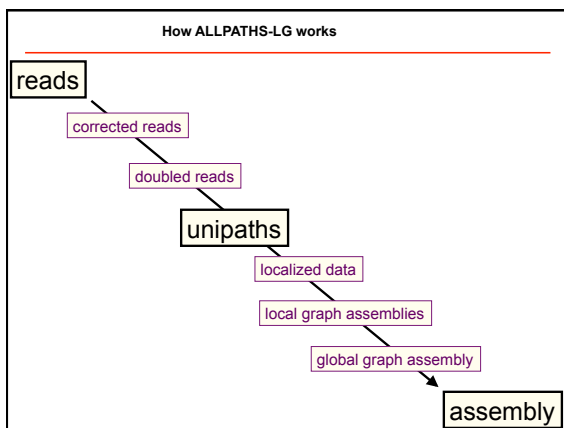 How ALLPATHS-LG works
reads
corrected reads
doubled reads
unipaths
localized data
local graph assemblies
global graph assembly
assembly